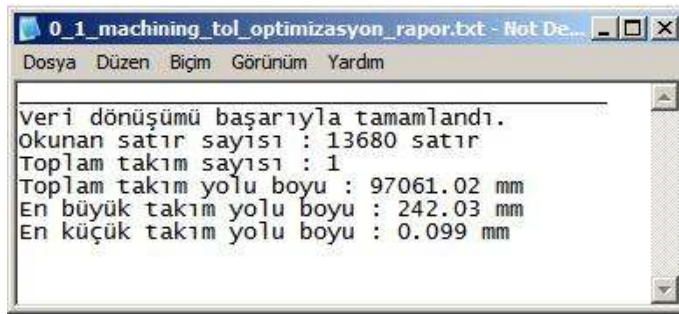 0_1_machining_tol_optimizasyon_rapor.txt - Not De...
Dosya Düzen Biçim Görünüm Yardım
Veri dönüşümü başarıyla tamamlandı.
Okunan satır sayısı : 13680 satır
Toplam takım sayısı : 1
Toplam takım yolu boyu : 97061.02 mm
En büyük takım yolu boyu : 242.03 mm
En küçük takım yolu boyu : 0.099 mm